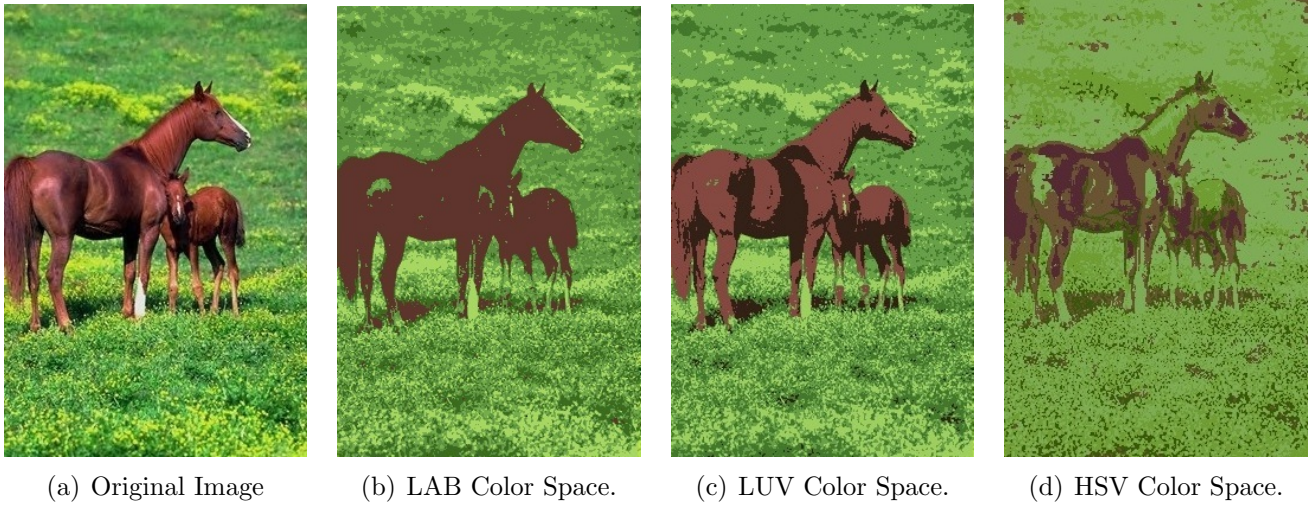 (a) Original Image
(b) LAB Color Space.
(c) LUV Color Space.
(d) HSV Color Space.